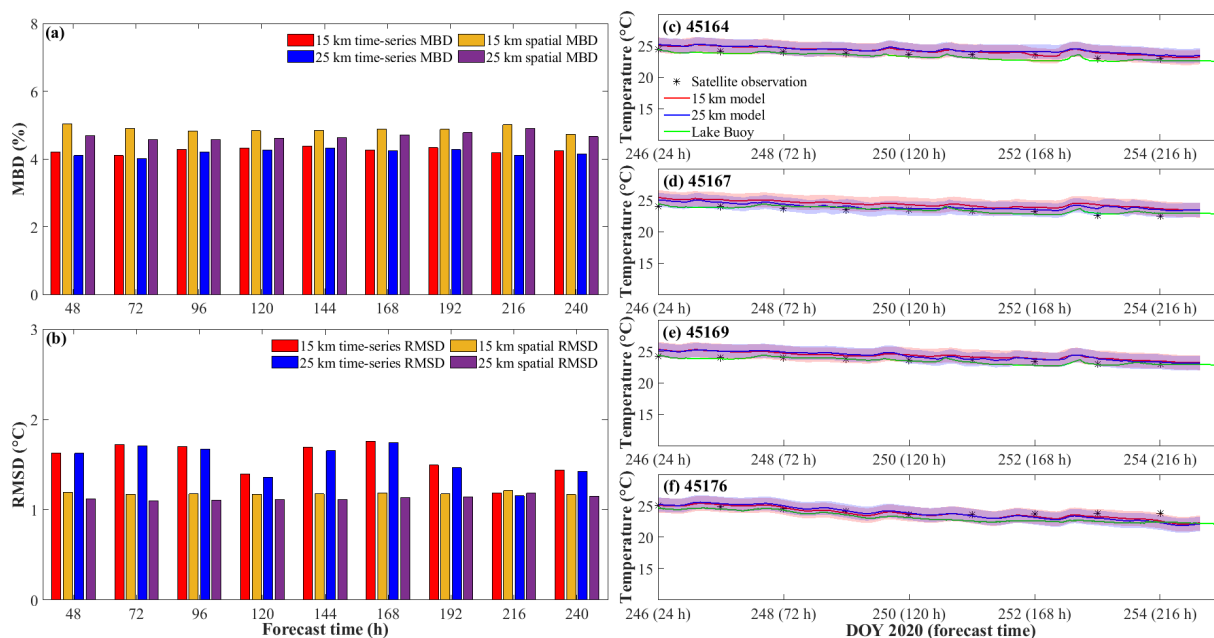 (a)
15 km time-series MBD
15 km spatial MBD
25 km time-series MBD
25 km spatial MBD
MBD (%)
8
6
4
2
0
48 72 96 120 144 168 192 216 240
(b)
15 km time-series RMSD
15 km spatial RMSD
25 km time-series RMSD
25 km spatial RMSD
RMSD (°C)
3
2
1
0
48 72 96 120 144 168 192 216 240
Forecast time (h)
(c) 45164
Temperature (°C)
25
20
15
10
Satellite observation
15 km model
25 km model
Lake Buoy
246 (24 h) 248 (72 h) 250 (120 h) 252 (168 h) 254 (216 h)
(d) 45167
Temperature (°C)
25
20
15
10
246 (24 h) 248 (72 h) 250 (120 h) 252 (168 h) 254 (216 h)
(e) 45169
Temperature (°C)
25
20
15
10
246 (24 h) 248 (72 h) 250 (120 h) 252 (168 h) 254 (216 h)
(f) 45176
Temperature (°C)
25
20
15
10
246 (24 h) 248 (72 h) 250 (120 h) 252 (168 h) 254 (216 h)
DOY 2020 (forecast time)